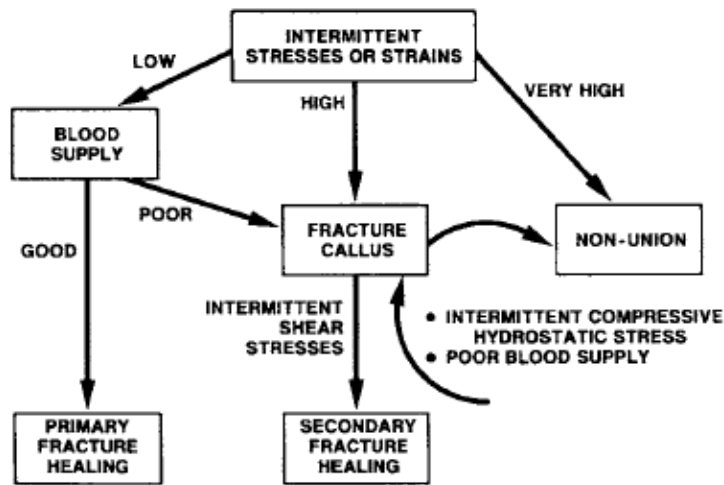 INTERMITTENT
STRESSES OR STRAINS
LOW
HIGH
VERY HIGH
BLOOD
SUPPLY
POOR
GOOD
FRACTURE
CALLUS
NON-UNION
INTERMITTENT
SHEAR
STRESSES
• INTERMITTENT COMPRESSIVE
HYDROSTATIC STRESS
• POOR BLOOD SUPPLY
PRIMARY
FRACTURE
HEALING
SECONDARY
FRACTURE
HEALING